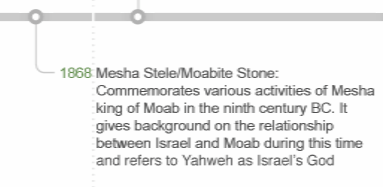 1868 Mesha Stele/Moabite Stone:
Commemorates various activities of Mesha
king of Moab in the ninth century BC. It
gives background on the relationship
between Israel and Moab during this time
and refers to Yahweh as Israel's God